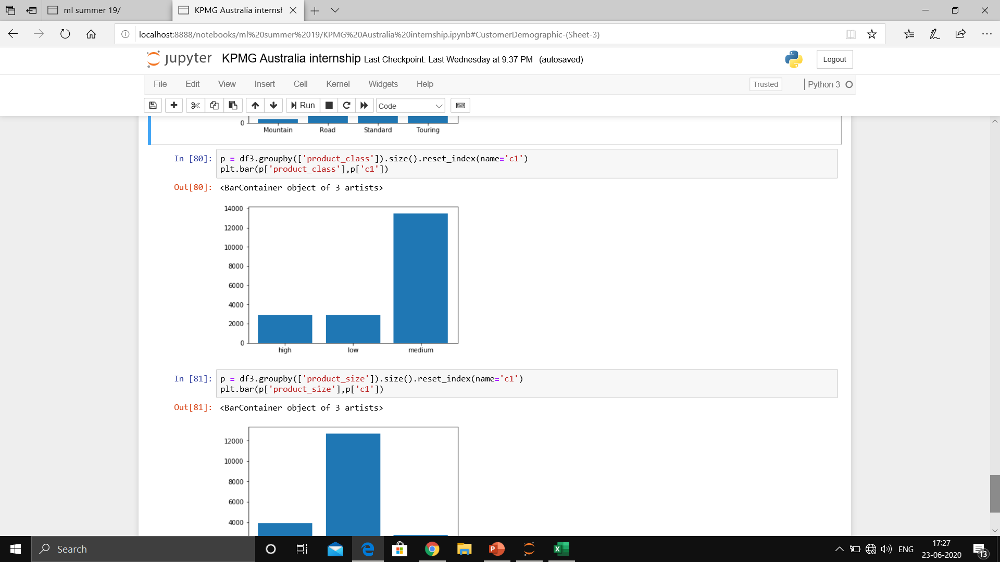 ml summer 19/
KPMG Australia internsh
localhost:8888/notebooks/ml%20summer%2019/KPMG%20Australia%20internship.ipynb#CustomerDemographic-(Sheet-3)
jupyter KPMG Australia internship Last Checkpoint: Last Wednesday at 9:37 PM (autosaved)
Logout
File Edit View Insert Cell Kernel Widgets Help
Trusted Python 3
Run Code
0
Mountain Road Standard Touring
In [80]: p = df3.groupby(['product_class']).size().reset_index(name='c1')
plt.bar(p['product_class'],p['c1'])
Out[80]: <BarContainer object of 3 artists>
14000
12000
10000
8000
6000
4000
2000
0
high low medium
In [81]: p = df3.groupby(['product_size']).size().reset_index(name='c1')
plt.bar(p['product_size'],p['c1'])
Out[81]: <BarContainer object of 3 artists>
12000
10000
8000
6000
4000
Search
ENG
17:27
23-06-2020
13